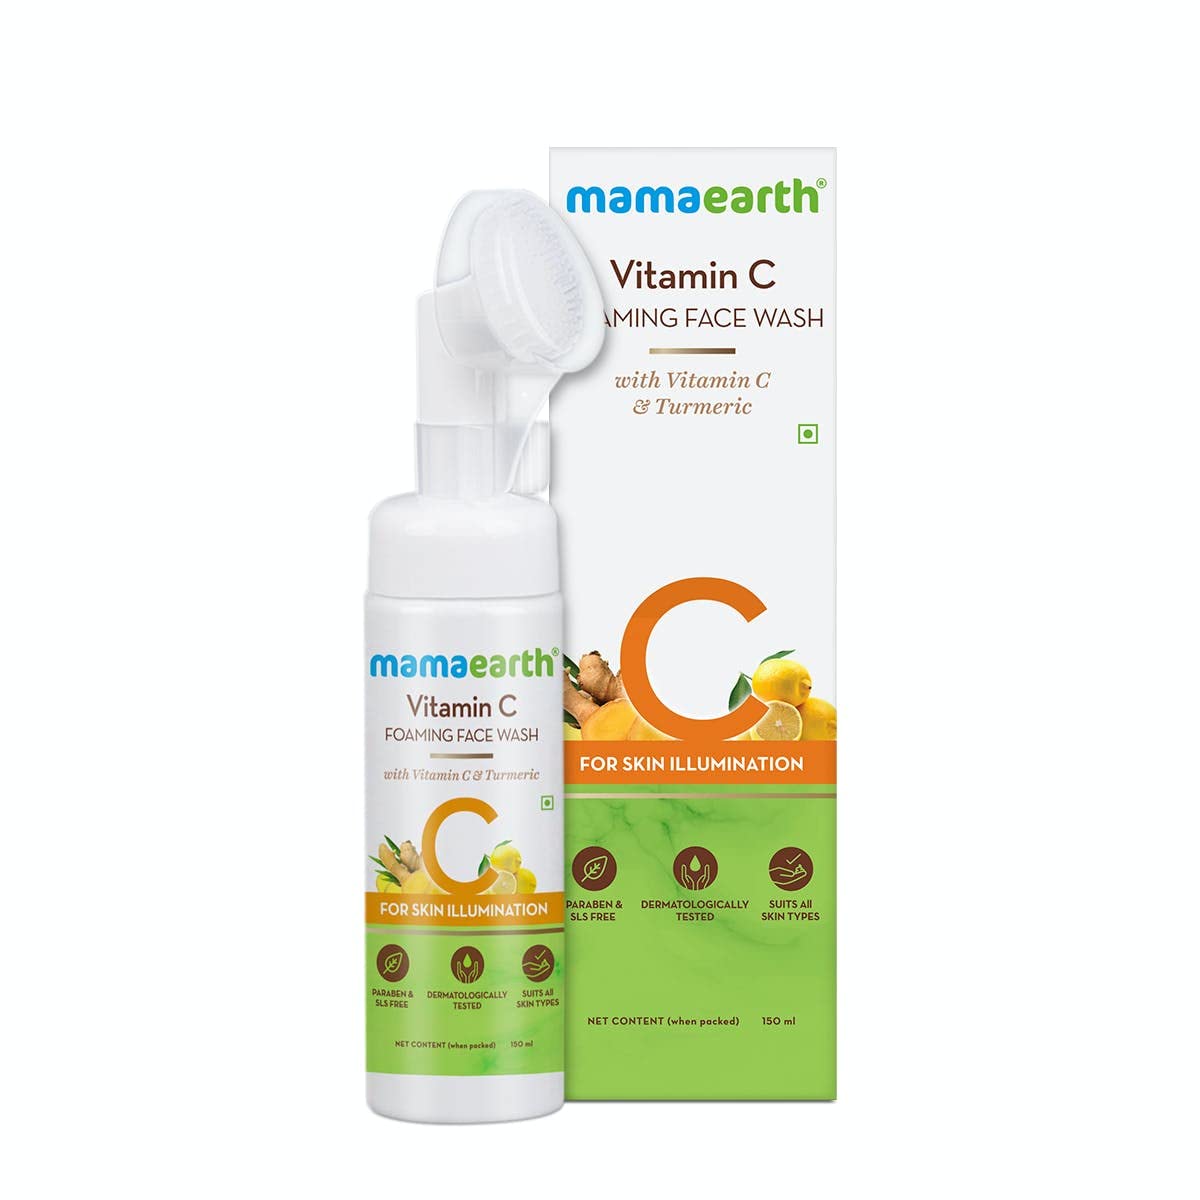 mamaearth®
Vitamin C
AMING FACE WASH
with Vitamin C
& Turmeric
C
FOR SKIN ILLUMINATION
PARABEN &
SLS FREE
DERMATOLOGICALLY
TESTED
SUITS All
SKIN TYPES
NET CONTENT (when packed) 150 ml
mamaearth®
Vitamin C
FOAMING FACE WASH
with Vitamin C & Turmeric
C
FOR SKIN ILLUMINATION
PARABEN &
SLS FREE
DERMATOLOGICALLY
TESTED
SUITS All
SKIN TYPES
NET CONTENT (when packed) 150 ml